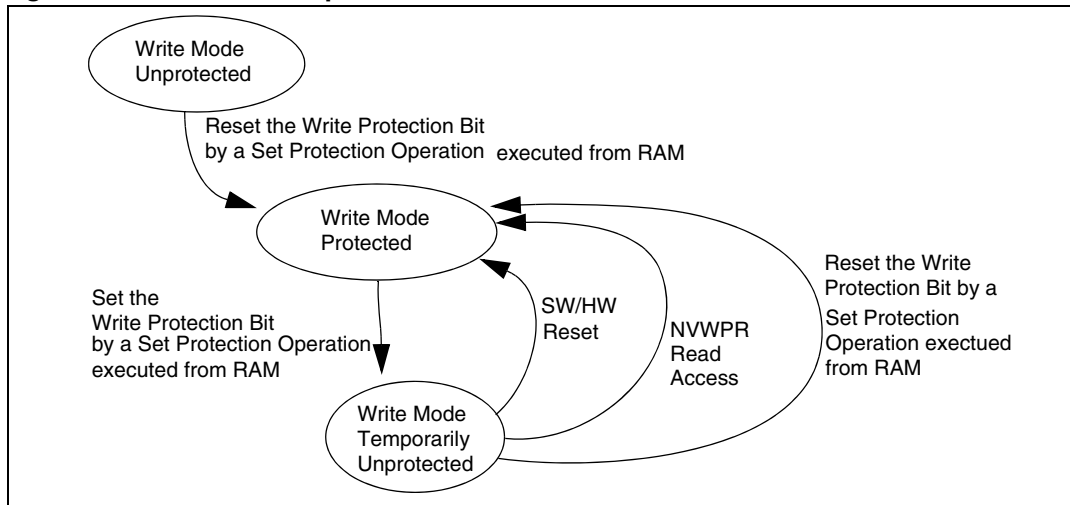 Write Mode
Unprotected
Reset the Write Protection Bit
by a Set Protection Operation executed from RAM
Write Mode
Protected
Set the
Write Protection Bit
by a Set Protection Operation
executed from RAM
SW/HW
Reset
NVWPR
Read
Access
Reset the Write
Protection Bit by a
Set Protection
Operation exectued
from RAM
Write Mode
Temporarily
Unprotected